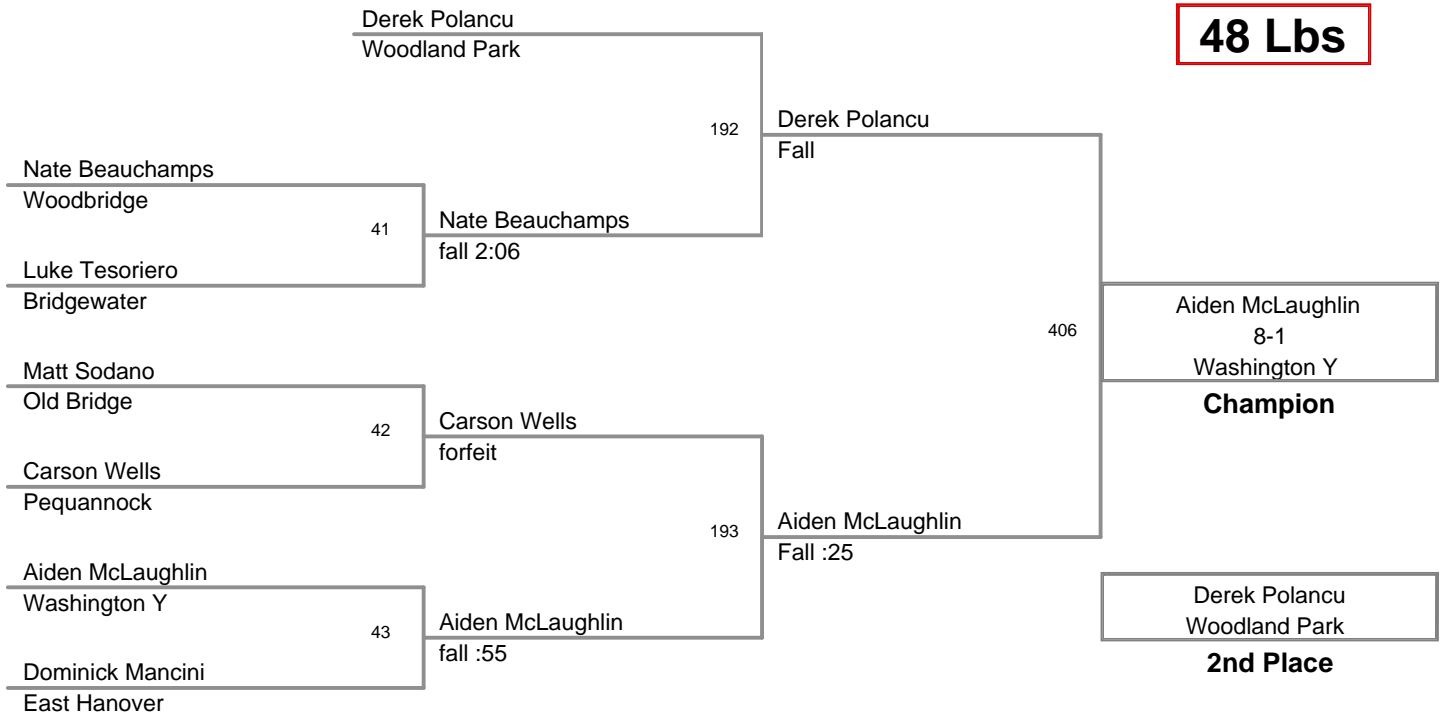 Derek Polancu
Woodland Park
48 Lbs
192
Derek Polancu
Fall
Nate Beauchamps
Woodbridge
41
Nate Beauchamps
fall 2:06
Luke Tesoriero
Bridgewater
406
Aiden McLaughlin
8-1
Washington Y
Champion
Matt Sodano
Old Bridge
42
Carson Wells
forfeit
Carson Wells
Pequannock
193
Aiden McLaughlin
Fall :25
Aiden McLaughlin
Washington Y
43
Aiden McLaughlin
fall :55
Dominick Mancini
East Hanover
Derek Polancu
Woodland Park
2nd Place